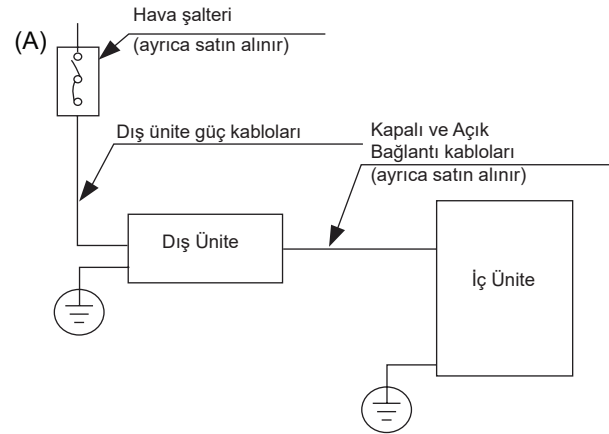 (A)
Hava şalteri
(ayrıca satın alınır)
Dış ünite güç kabloları
Kapalı ve Açık
Bağlantı kabloları
(ayrıca satın alınır)
Dış Ünite
İç Ünite